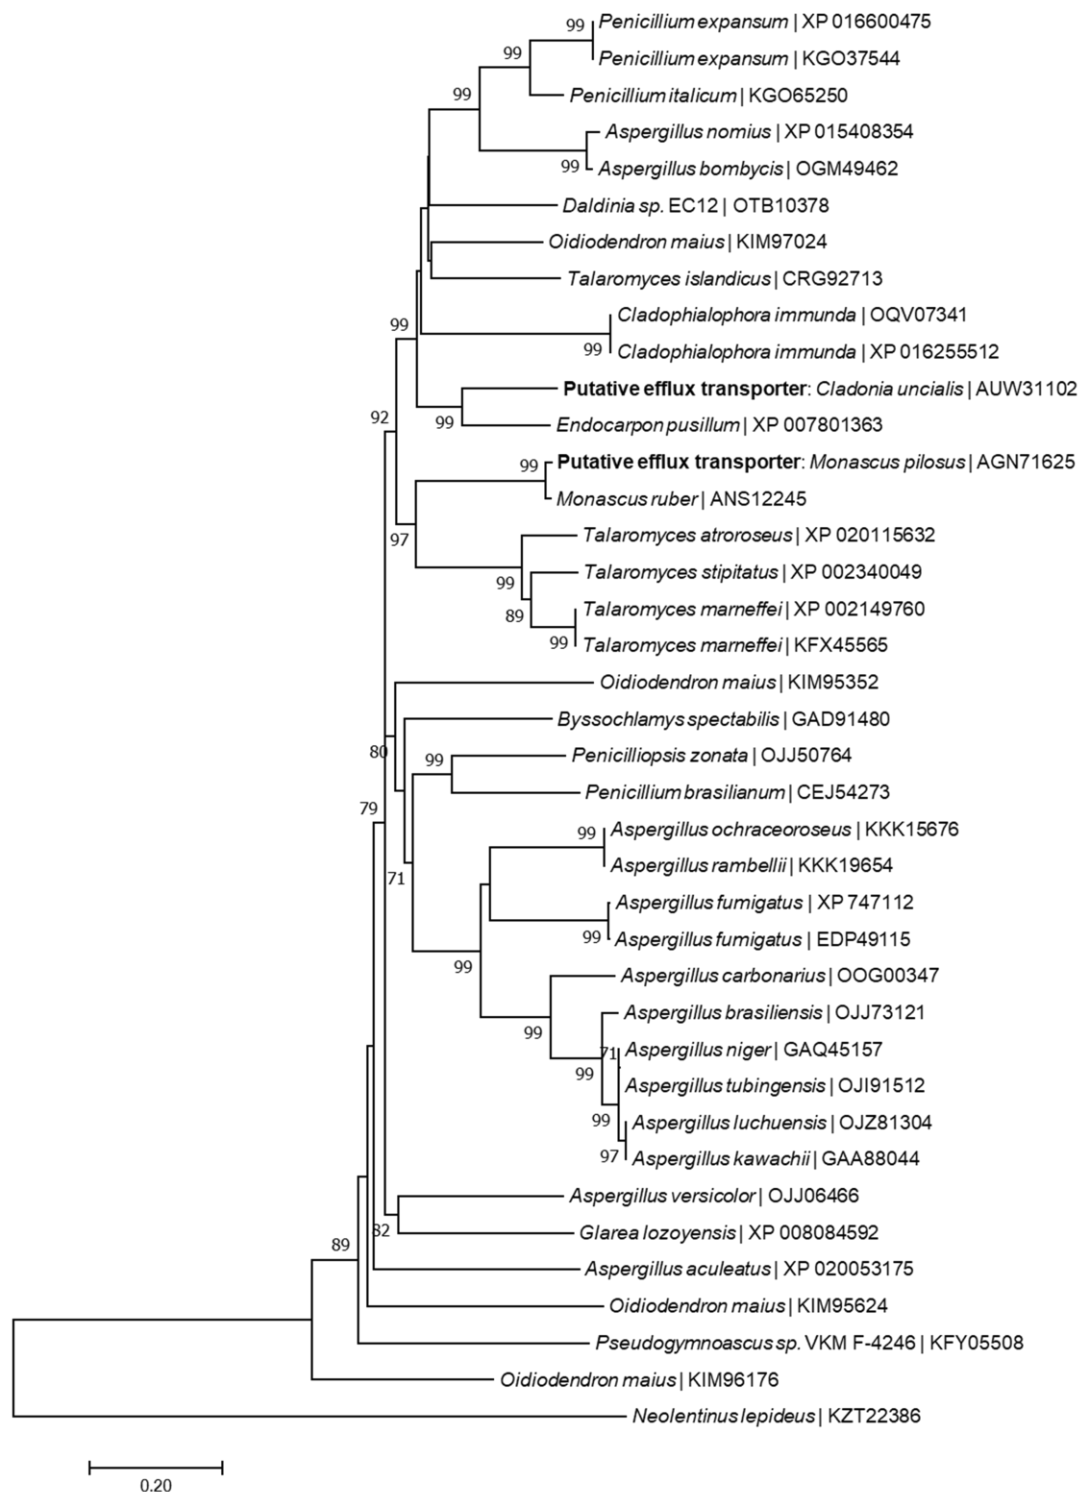 99
Penicillium expansum | XP 016600475
99
Penicillium expansum | KGO37544
99
Penicillium italicum | KGO65250
Aspergillus nomius | XP 015408354
99
Aspergillus bombycis | OGM49462
Daldinia sp. EC12 | OTB10378
Oidiodendron maius | KIM97024
Talaromyces islandicus | CRG92713
Cladophialophora immunda | OQV07341
99
99
Cladophialophora immunda | XP 016255512
Putative efflux transporter: Cladonia uncialis | AUW31102
92
99
Endocarpon pusillum | XP 007801363
99
Putative efflux transporter: Monascus pilosus | AGN71625
Monascus ruber | ANS12245
97
Talaromyces atroroseus | XP 020115632
99
Talaromyces stipitatus | XP 002340049
89
Talaromyces marneffei | XP 002149760
99
Talaromyces marneffei | KFX45565
Oidiodendron maius | KIM95352
Byssochlamys spectabilis | GAD91480
80
99
Penicilliopsis zonata | OJJ50764
Penicillium brasilianum | CEJ54273
79
99
Aspergillus ochraceoroseus | KKK15676
Aspergillus rambellii | KKK19654
71
Aspergillus fumigatus | XP 747112
99
Aspergillus fumigatus | EDP49115
99
Aspergillus carbonarius | OOG00347
Aspergillus brasiliensis | OJJ73121
99
71
Aspergillus niger | GAQ45157
99
Aspergillus tubingensis | OJI91512
99
Aspergillus luchuensis | OJZ81304
97
Aspergillus kawachii | GAA88044
Aspergillus versicolor | OJJ06466
82
Glarea lozoyensis | XP 008084592
89
Aspergillus aculeatus | XP 020053175
Oidiodendron maius | KIM95624
Pseudogymnoascus sp. VKM F-4246 | KFY05508
Oidiodendron maius | KIM96176
Neolentinus lepideus | KZT22386
0.20